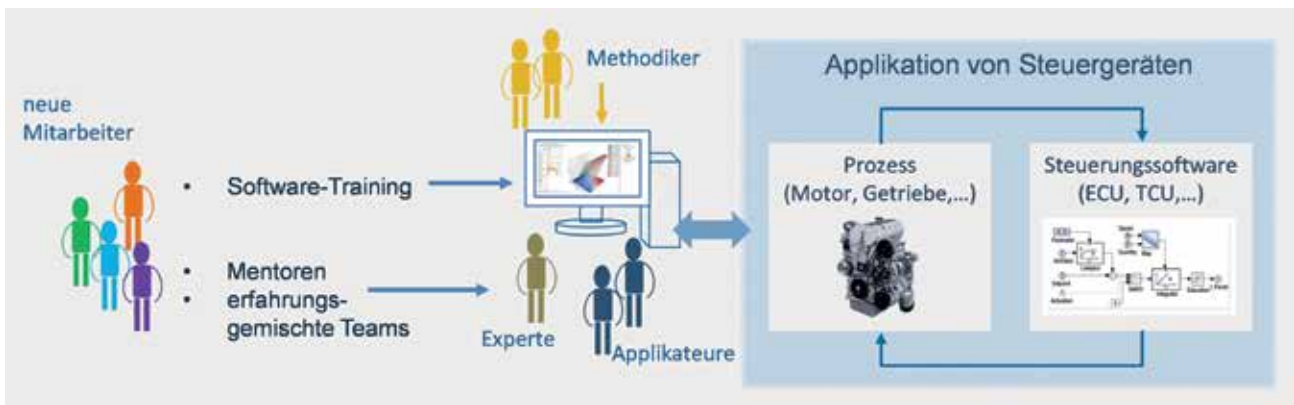 neue
Mitarbeiter
• Software-Training
• Mentoren
• erfahrungs-
gemischte Teams
Methodiker
Experte
Applikateure
Applikation von Steuergeräten
Prozess
(Motor, Getriebe,...)
Steuerungssoftware
(ECU, TCU,...)